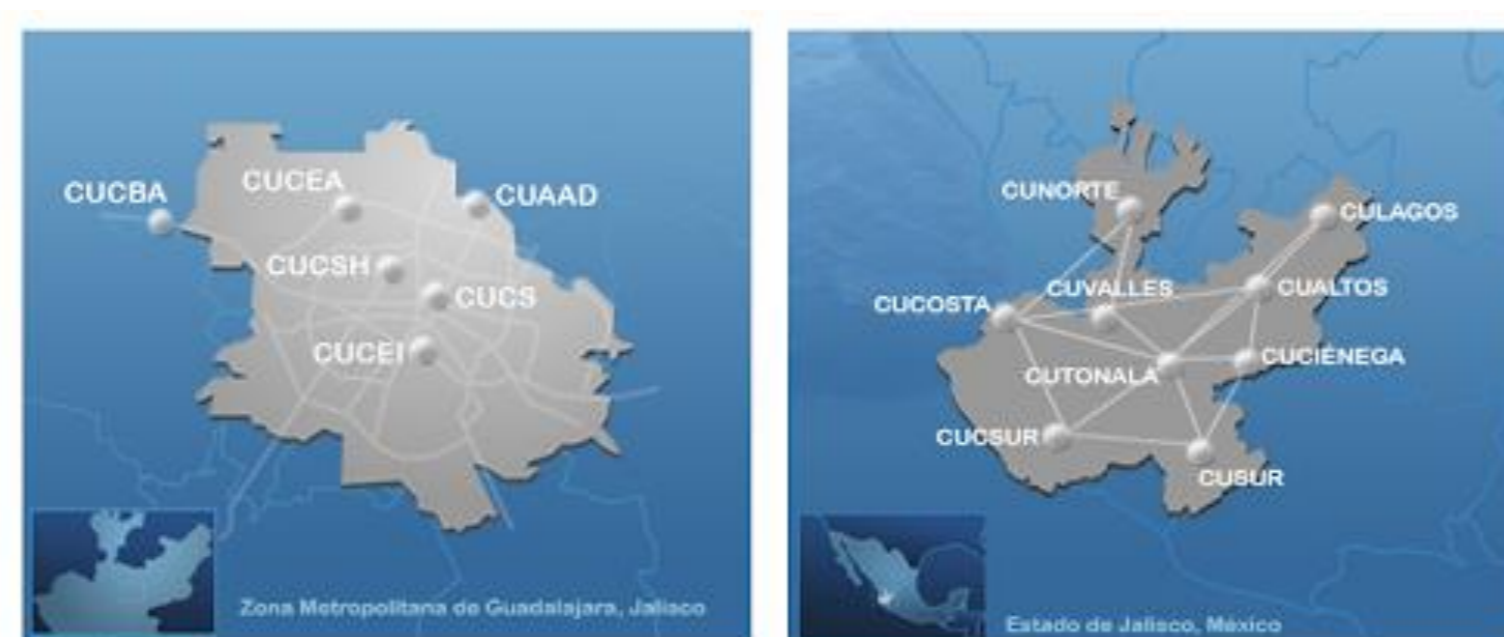 CUCBA
CUCEA
CUAAD
CUCSH
CUCS
CUCEI
Zona Metropolitana de Guadalajara, Jalisco
CUNORTE
CULAGOS
CUVALLES
CUALTOS
CUCOSTA
CUCIÉNEGA
CUTONALA
CUCSUR
CUSUR
Estado de Jalisco, México